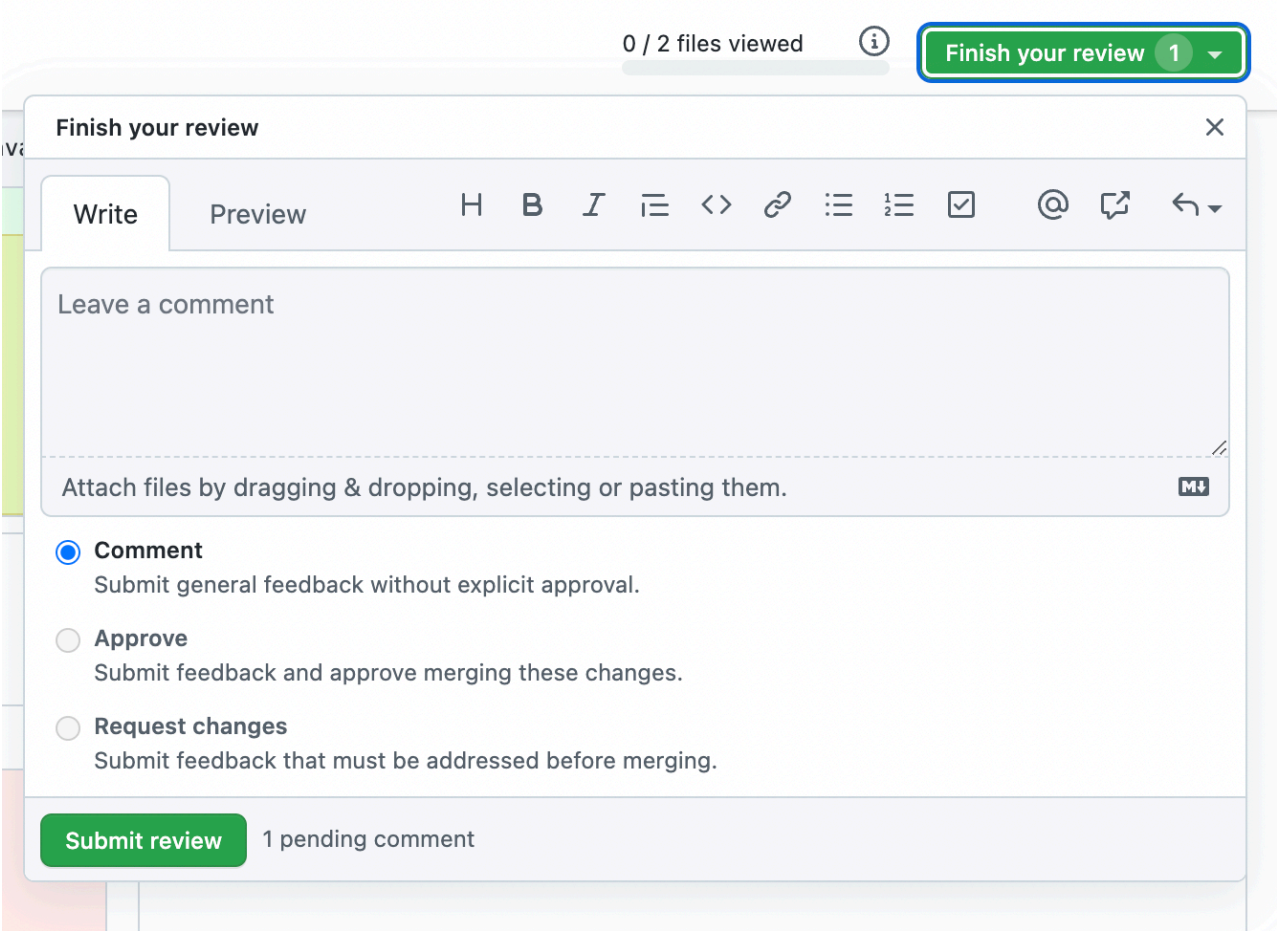 0 / 2 files viewed
Finish your review 1
Finish your review
Write Preview
Leave a comment
Attach files by dragging & dropping, selecting or pasting them.
Comment
Submit general feedback without explicit approval.
Approve
Submit feedback and approve merging these changes.
Request changes
Submit feedback that must be addressed before merging.
Submit review 1 pending comment